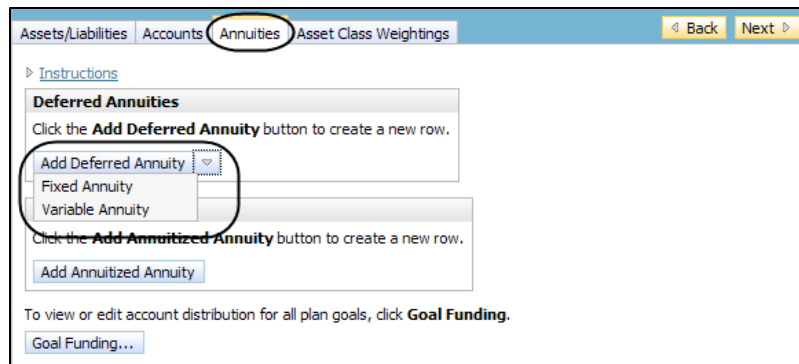 Assets/Liabilities Accounts Annuities Asset Class Weightings Back Next
Instructions
Deferred Annuities
Click the Add Deferred Annuity button to create a new row.
Add Deferred Annuity
Fixed Annuity
Variable Annuity
Click the Add Annuitized Annuity button to create a new row.
Add Annuitized Annuity
To view or edit account distribution for all plan goals, click Goal Funding.
Goal Funding...